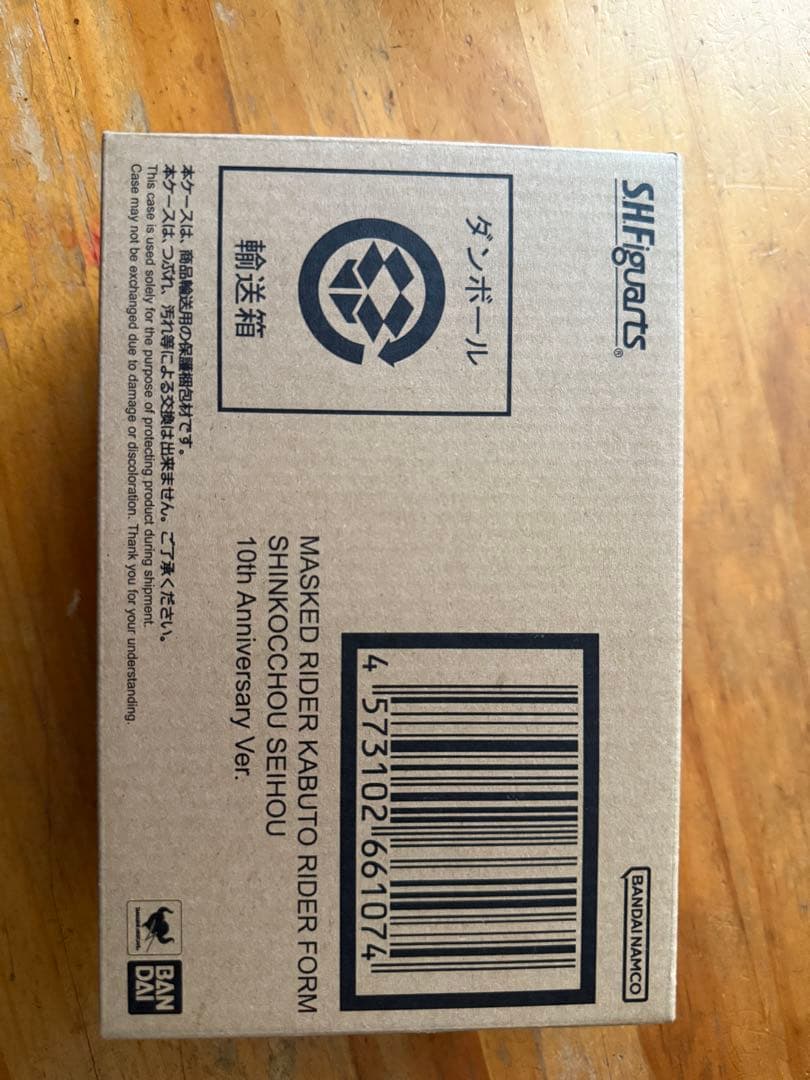 S.H.Figuarts®
ダンボール
輸送箱
本ケースは、商品輸送用の保護梱包材です。
本ケースは、つぶれ、汚れ等による交換は出来ません。ご了承ください。
This case is used solely for the purpose of protecting product during shipment.
Case may not be exchanged due to damage or discoloration. Thank you for your understanding.
BANDAI NAMCO
4 573102 661074
MASKED RIDER KABUTO RIDER FORM
SHINKOCCHOU SEIHOU
10th Anniversary Ver.
BAN
DAI